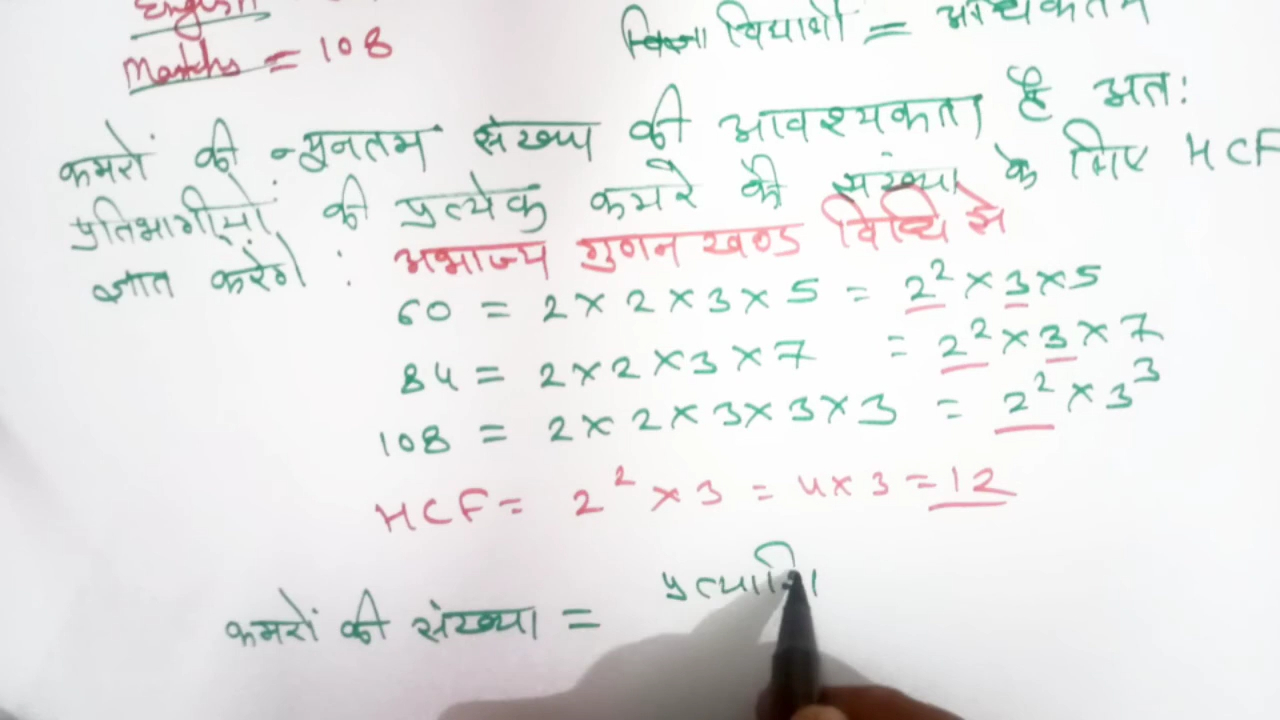 English
Maths = 108
विद्यार्थी = अधिकतम
कमरों की न्युनतम संख्या की आवश्यकता है अत:
प्रतिभागीयों की प्रत्येक कमरे की संख्या के लिए HCF
ज्ञात करेंगे :
अभाज्य गुणन खण्ड विधि से
60 = 2 × 2 × 3 × 5 = 2² × 3 × 5
84 = 2 × 2 × 3 × 7 = 2² × 3 × 7
108 = 2 × 2 × 3 × 3 × 3 = 2² × 3³
HCF = 2² × 3 = 4 × 3 = 12
कमरों की संख्या =